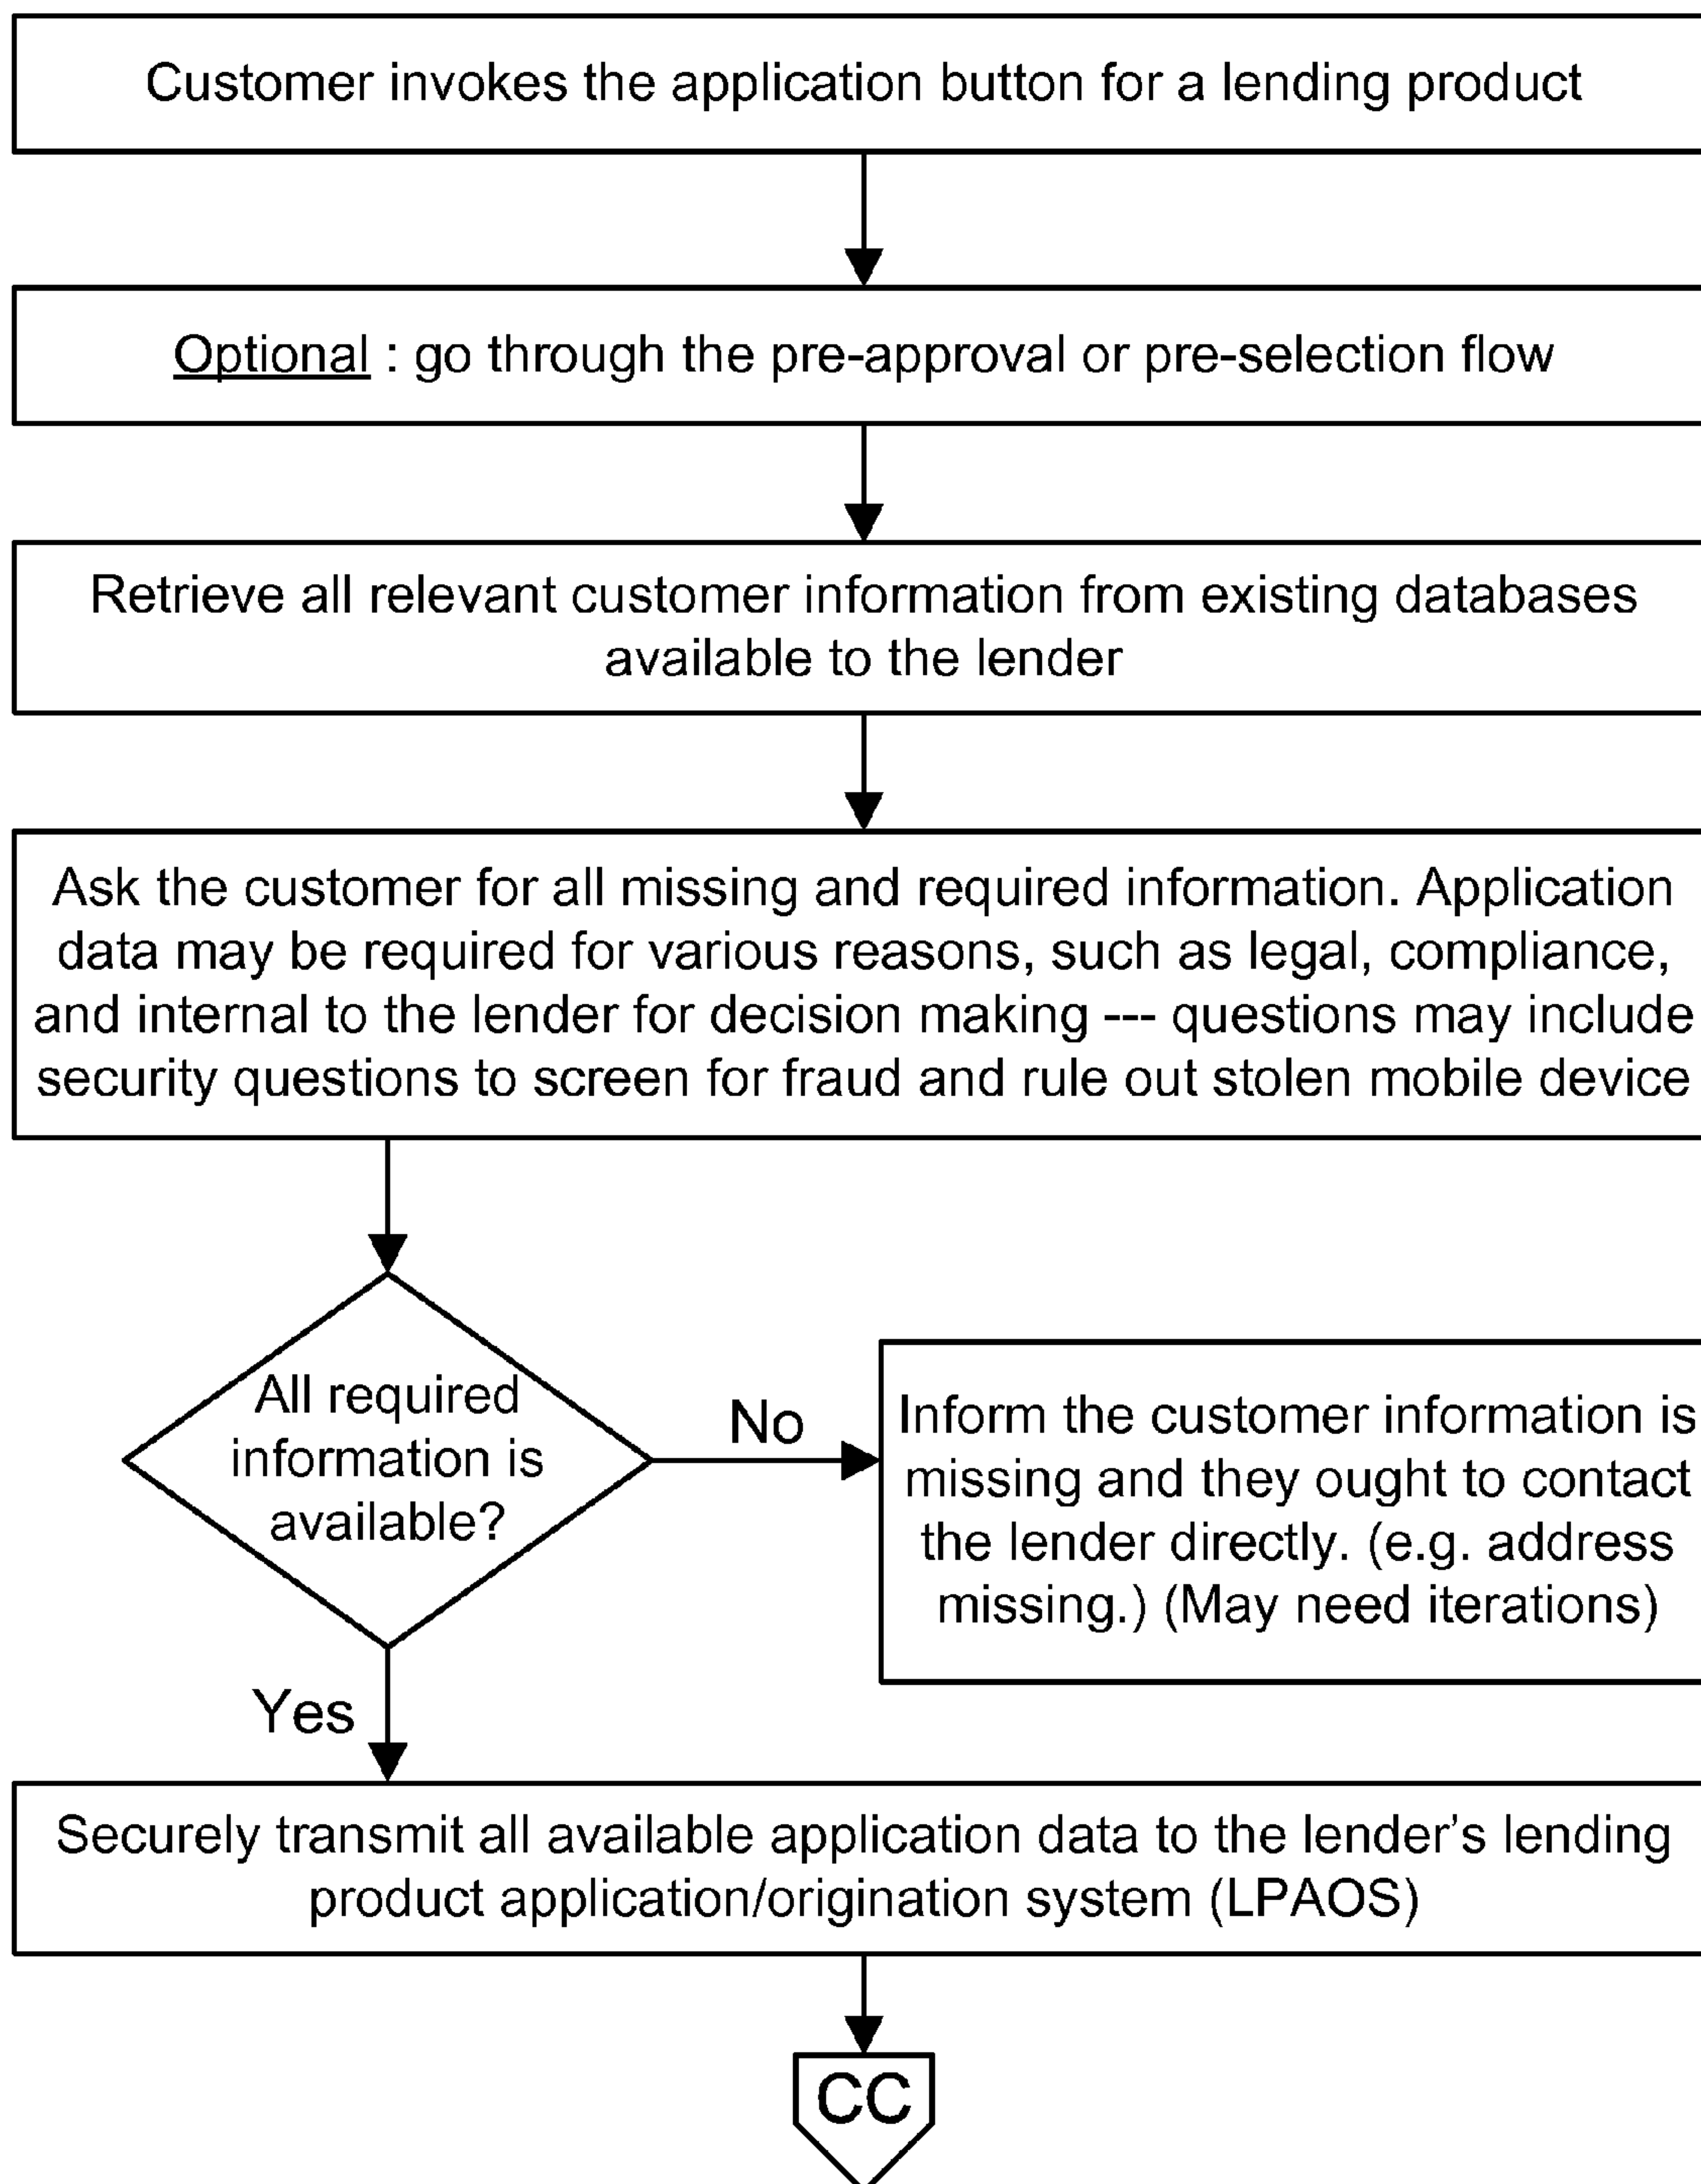 Customer invokes the application button for a lending product
Optional : go through the pre-approval or pre-selection flow
Retrieve all relevant customer information from existing databases
available to the lender
Ask the customer for all missing and required information. Application
data may be required for various reasons, such as legal, compliance,
and internal to the lender for decision making --- questions may include
security questions to screen for fraud and rule out stolen mobile device
All required
information is
available?
No
Inform the customer information is
missing and they ought to contact
the lender directly. (e.g. address
missing.) (May need iterations)
Yes
Securely transmit all available application data to the lender's lending
product application/origination system (LPAOS)
CC